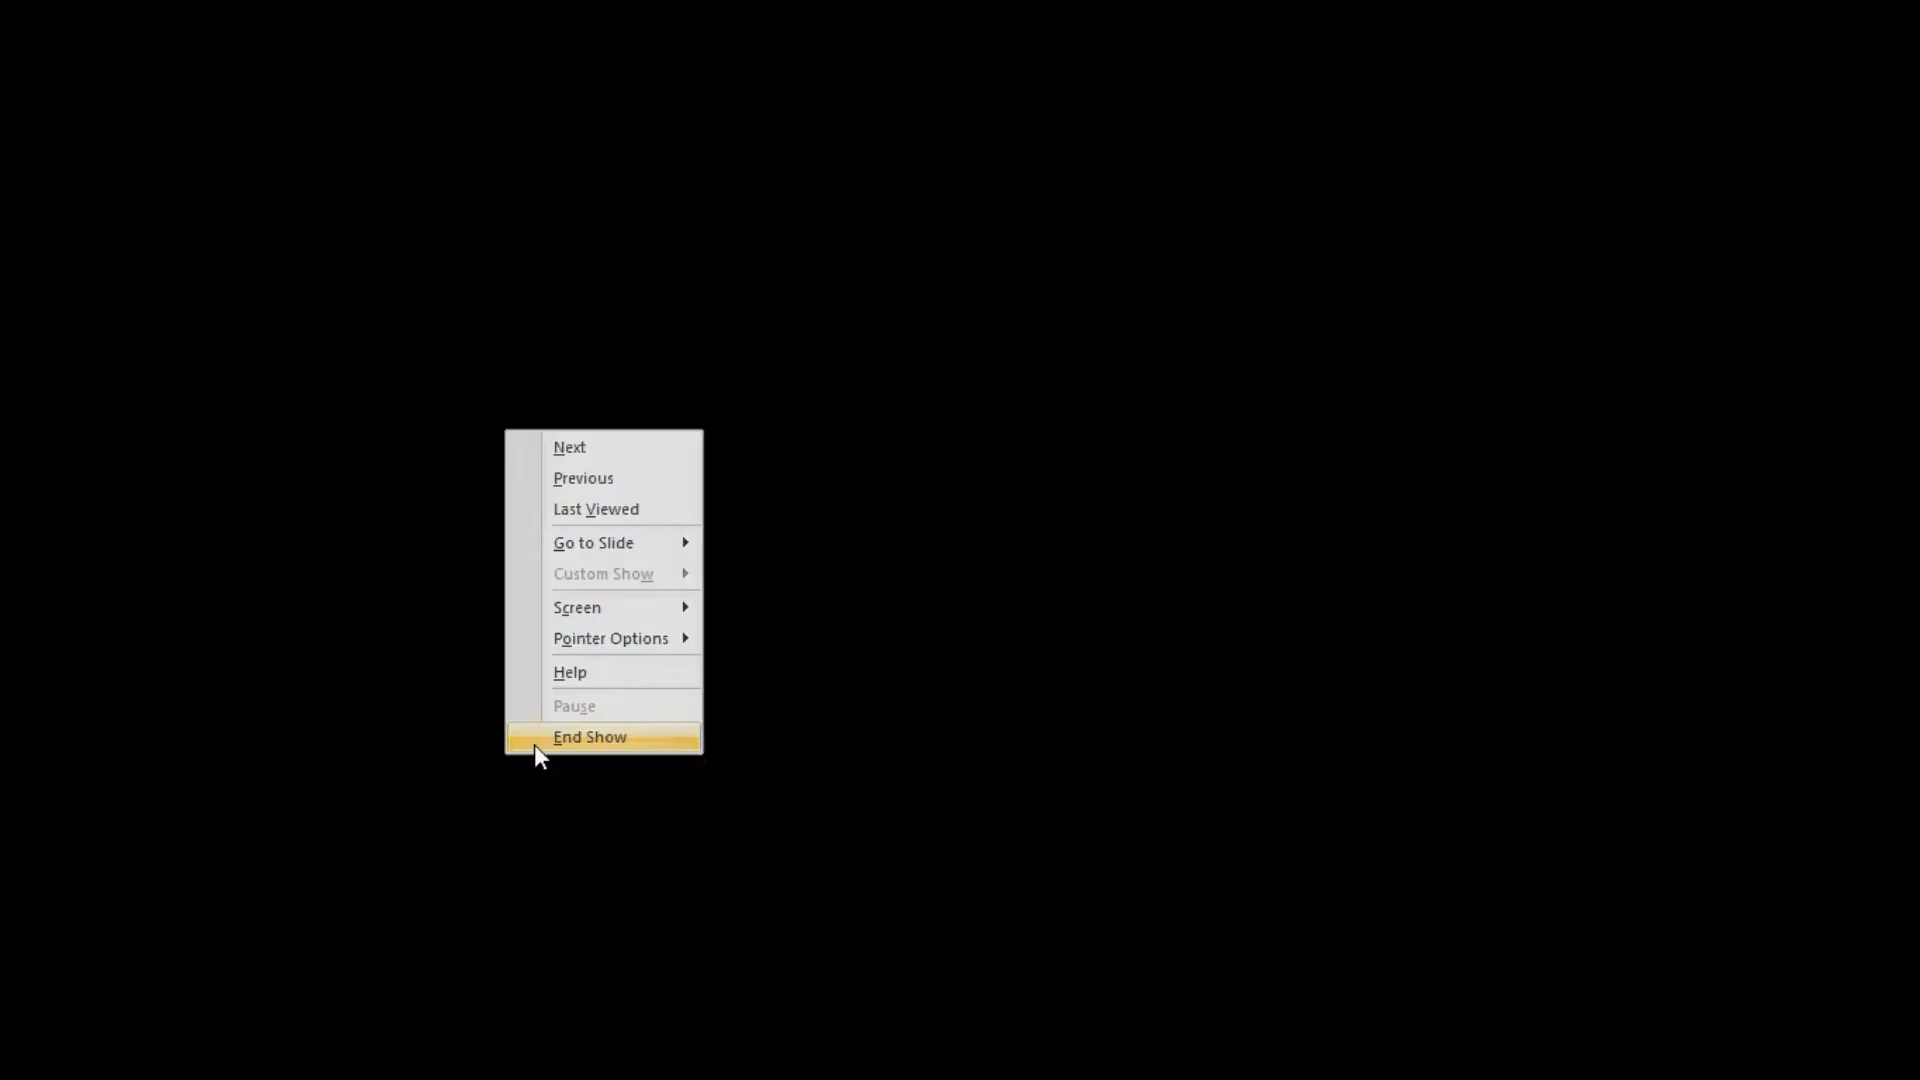 Next
Previous
Last Viewed
Go to Slide
Custom Show
Screen
Pointer Options
Help
Pause
End Show